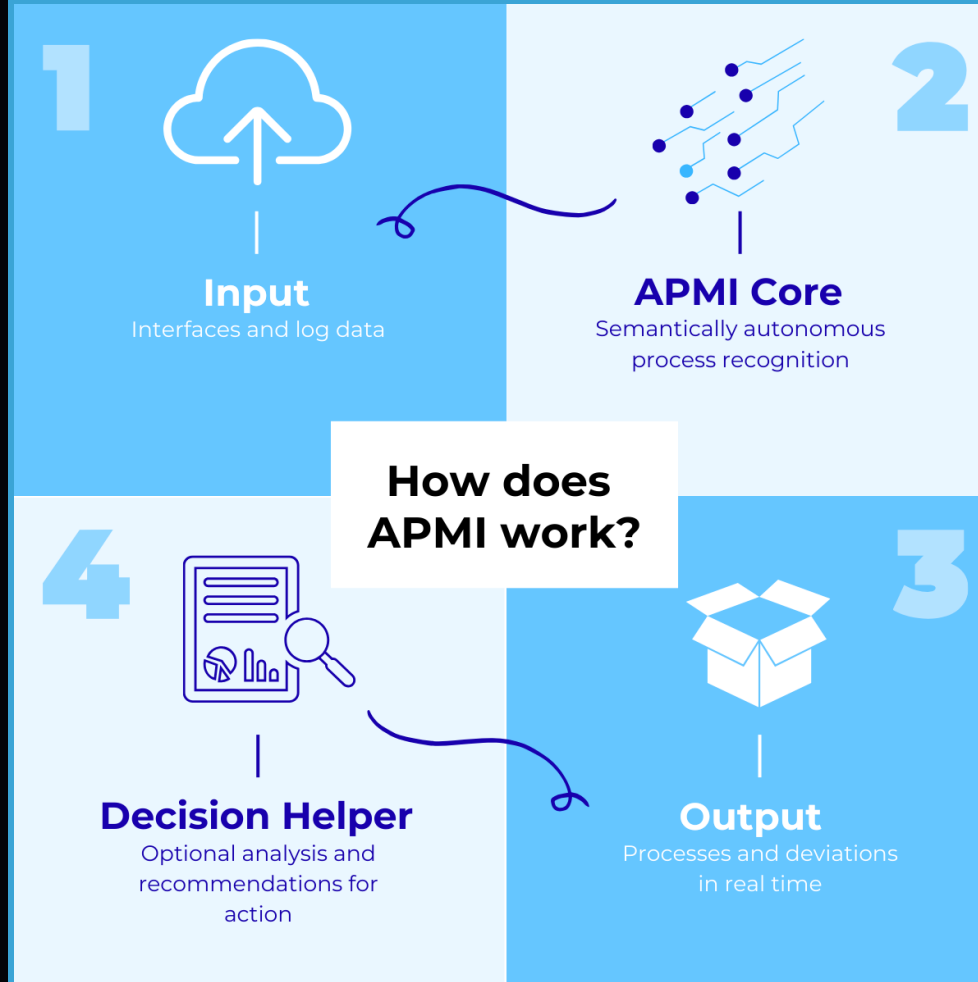 1
Input
Interfaces and log data
2
APMI Core
Semantically autonomous
process recognition
How does
APMI work?
4
Decision Helper
Optional analysis and
recommendations for
action
3
Output
Processes and deviations
in real time